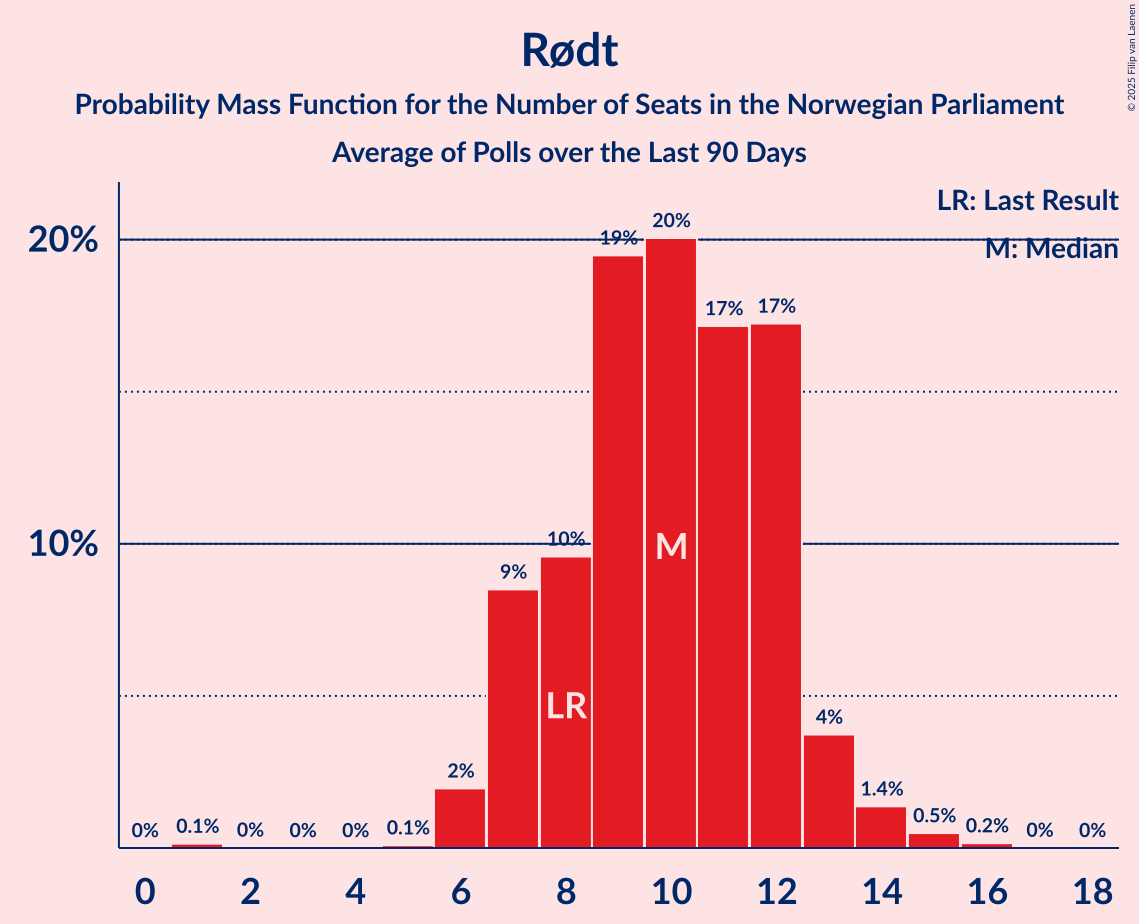 Rødt
Probability Mass Function for the Number of Seats in the Norwegian Parliament
Average of Polls over the Last 90 Days
© 2025 Filip van Laenen
LR: Last Result
M: Median
20%
10%
0%
0.1%
0%
0%
0%
0.1%
2%
9%
10%
19%
20%
17%
17%
4%
1.4%
0.5%
0.2%
0%
0%
LR
M
0 2 4 6 8 10 12 14 16 18